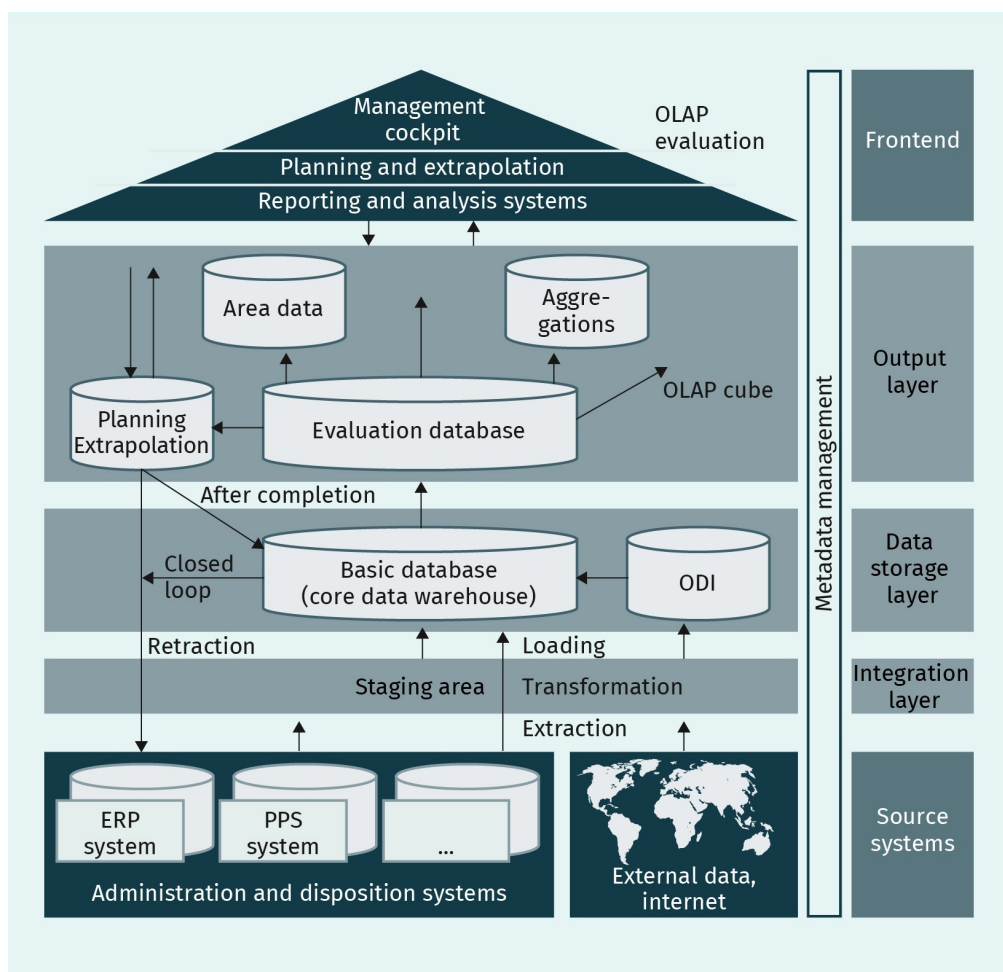 Management
cockpit
Planning and extrapolation
Reporting and analysis systems
OLAP
evaluation
Frontend
Area data
Aggre-
gations
Planning
Extrapolation
Evaluation database
OLAP cube
Output
layer
After completion
Closed
loop
Basic database
(core data warehouse)
ODI
Data
storage
layer
Retraction
Loading
Staging area
Transformation
Extraction
Integration
layer
Metadata management
ERP
system
PPS
system
...
Administration and disposition systems
External data,
internet
Source
systems